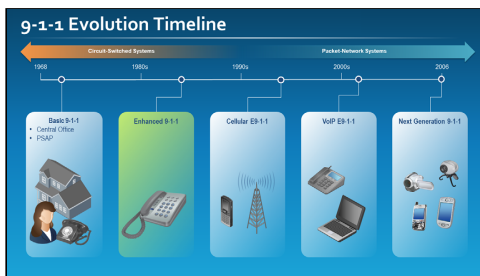 9-1-1 Evolution Timeline
Circuit-Switched Systems
Packet-Network Systems
1968
1980s
1990s
2000s
2006
Basic 9-1-1
• Central Office
• PSAP
Enhanced 9-1-1
Cellular E9-1-1
VoIP E9-1-1
Next Generation 9-1-1